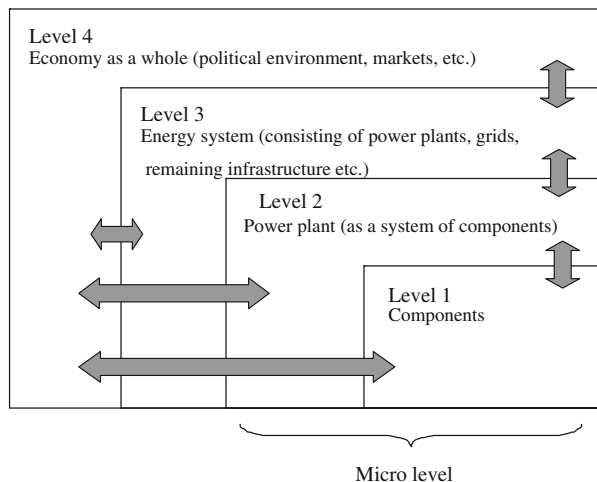 Level 4
Economy as a whole (political environment, markets, etc.)
Level 3
Energy system (consisting of power plants, grids,
remaining infrastructure etc.)
Level 2
Power plant (as a system of components)
Level 1
Components
Micro level